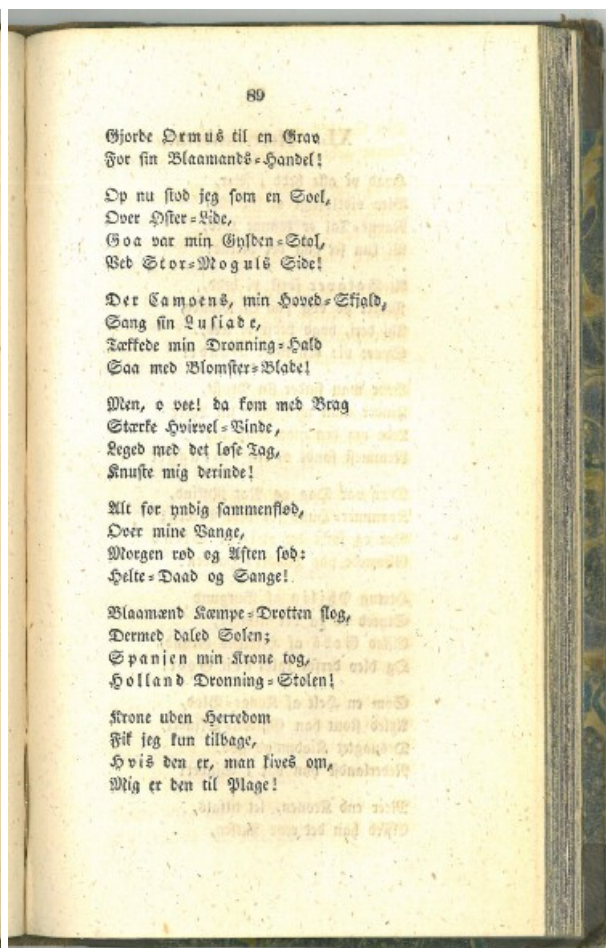 89
Gjorde Ormus til en Grav
For sin Blaamands-Handel!
Op nu stod jeg som en Soel,
Over Øster-Lide,
Goa var min Gylden-Stol,
Ved Stor-Moguls Side!
Der Camoens, min Hoved-Skjald,
Sang sin Lusiade,
Tækkede min Dronning-Hald
Saa med Blomster-Blade!
Men, o vee! da kom med Brag
Stærke Hvirvel-Vinde,
Leged med det løse Tag,
Knuste mig derinde!
Alt for yndig sammenflød,
Over mine Vange,
Morgen rød og Aften sød:
Helte-Daad og Sange!
Blaamænd Kæmpe-Drotten slog,
Dermed daled Solen;
Spanjen min Krone tog,
Holland Dronning-Stolen!
Krone uden Herredom
Fik jeg kun tilbage,
Hvis den er, man kives om,
Mig er den til Plage!